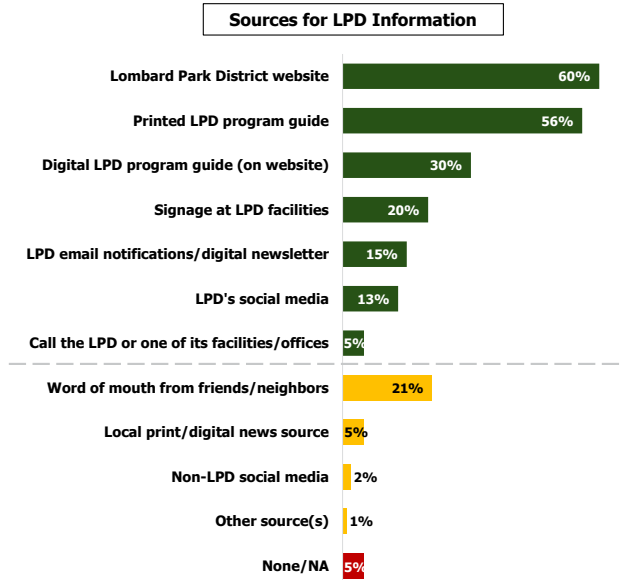 Sources for LPD Information
Lombard Park District website 60%
Printed LPD program guide 56%
Digital LPD program guide (on website) 30%
Signage at LPD facilities 20%
LPD email notifications/digital newsletter 15%
LPD's social media 13%
Call the LPD or one of its facilities/offices 5%
Word of mouth from friends/neighbors 21%
Local print/digital news source 5%
Non-LPD social media 2%
Other source(s) 1%
None/NA 5%